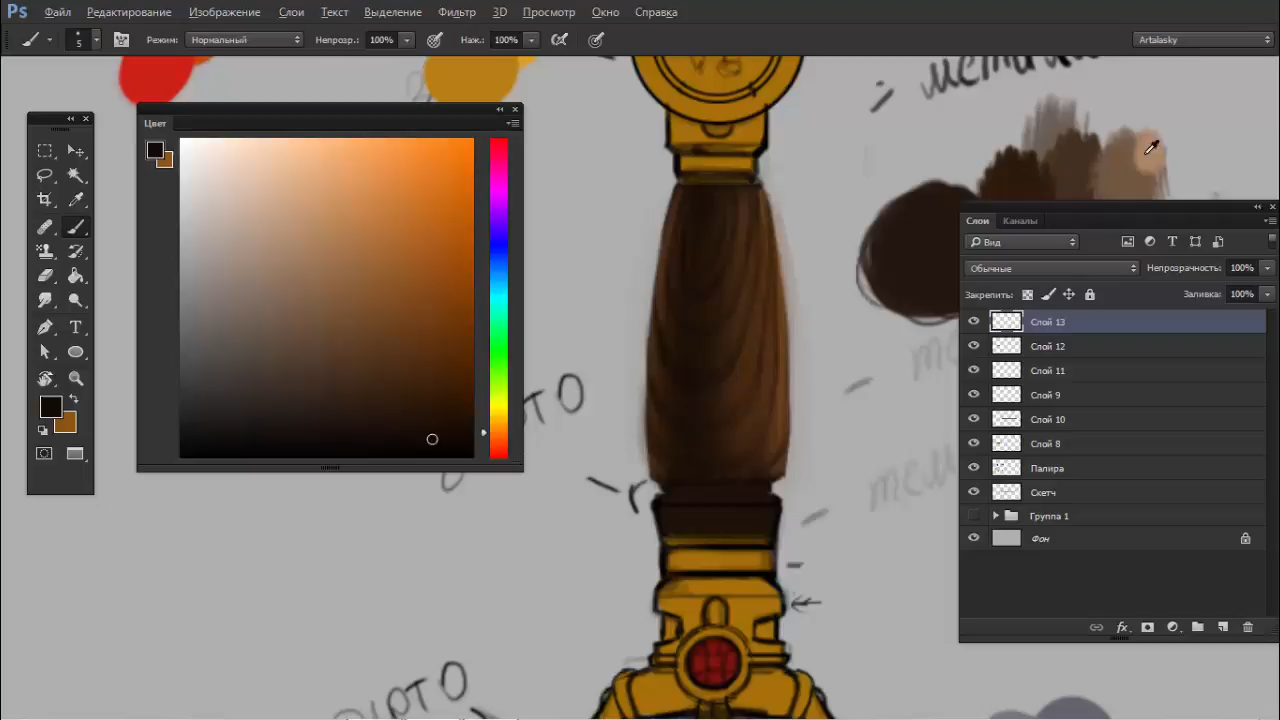 Ps Файл Редактирование Изображение Слои Текст Выделение Фильтр 3D Просмотр Окно Справка
5 Режим: Нормальный Непрозр.: 100% Наж.: 100% Artalasky
Цвет
Слои Каналы
Вид
Обычные Непрозрачность: 100%
Закрепить: Заливка: 100%
Слой 13
Слой 12
Слой 11
Слой 9
Слой 10
Слой 8
Палира
Скетч
Группа 1
Фон